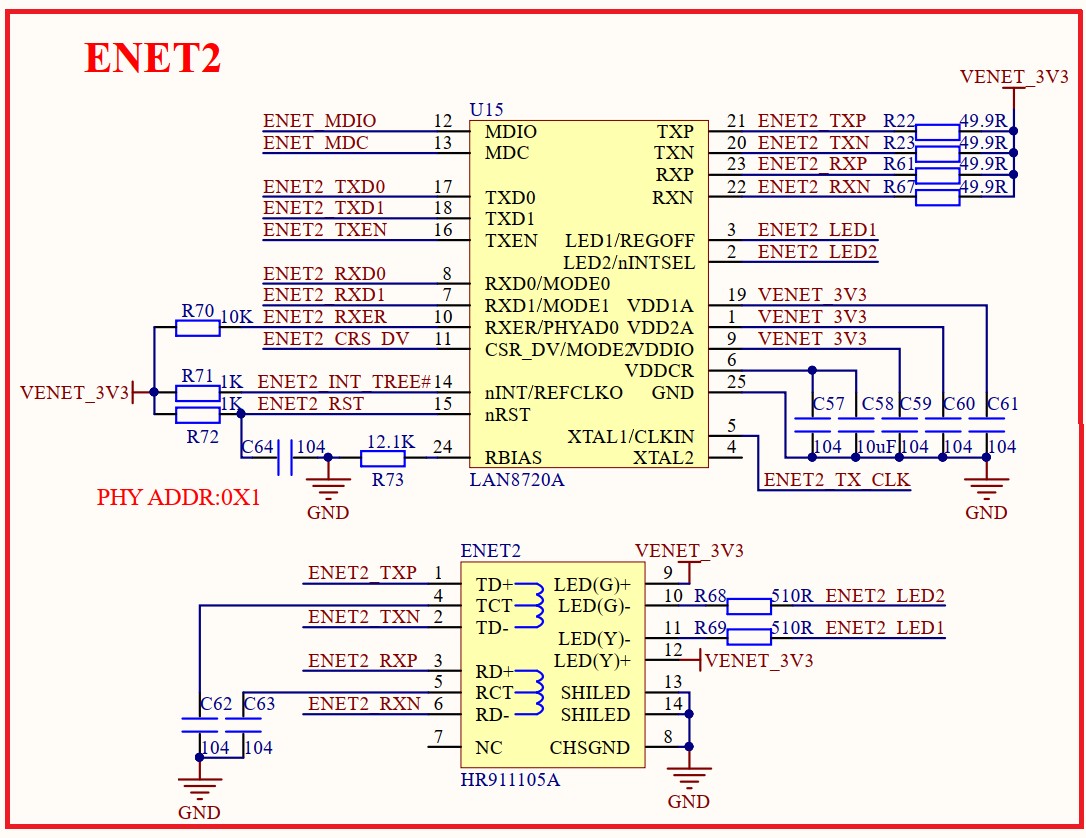 ENET2
VENET_3V3
U15
ENET_MDIO 12 MDIO TXP 21 ENET2_TXP R22 49.9R
ENET_MDC 13 MDC TXN 20 ENET2_TXN R23 49.9R
RXP 23 ENET2_RXP R61 49.9R
ENET2_TXD0 17 TXD0 RXN 22 ENET2_RXN R67 49.9R
ENET2_TXD1 18 TXD1
ENET2_TXEN 16 TXEN LED1/REGOFF 3 ENET2_LED1
LED2/nINTSEL 2 ENET2_LED2
ENET2_RXD0 8 RXD0/MODE0
ENET2_RXD1 7 RXD1/MODE1 VDD1A 19 VENET_3V3
R70 10K ENET2_RXER 10 RXER/PHYAD0 VDD2A 1 VENET_3V3
ENET2_CRS_DV 11 CSR_DV/MODE2 VDDIO 9 VENET_3V3
VDDCR 6
VENET_3V3 R71 1K ENET2_INT_TREE# 14 nINT/REFCLKO GND 25
1K ENET2_RST 15 nRST C57 C58 C59 C60 C61
R72 XTAL1/CLKIN 5
C64 104 12.1K 24 RBIAS XTAL2 4 104 10uF 104 104 104
R73 LAN8720A ENET2_TX_CLK
PHY ADDR:0X1
GND GND
ENET2 VENET_3V3
ENET2_TXP 1 TD+ LED(G)+ 9
4 TCT LED(G)- 10 R68 510R ENET2_LED2
ENET2_TXN 2 TD- LED(Y)- 11 R69 510R ENET2_LED1
ENET2_RXP 3 RD+ LED(Y)+ 12 VENET_3V3
5 RCT SHILED 13
C62 C63 ENET2_RXN 6 RD- SHILED 14
104 104 7 NC CHSGND 8
HR911105A
GND GND